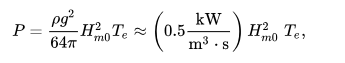 P = \frac{\rho g^2}{64\pi} H_{m0}^2 T_e \approx \left(0.5 \frac{\text{kW}}{\text{m}^3 \cdot \text{s}}\right) H_{m0}^2 \; T_e,